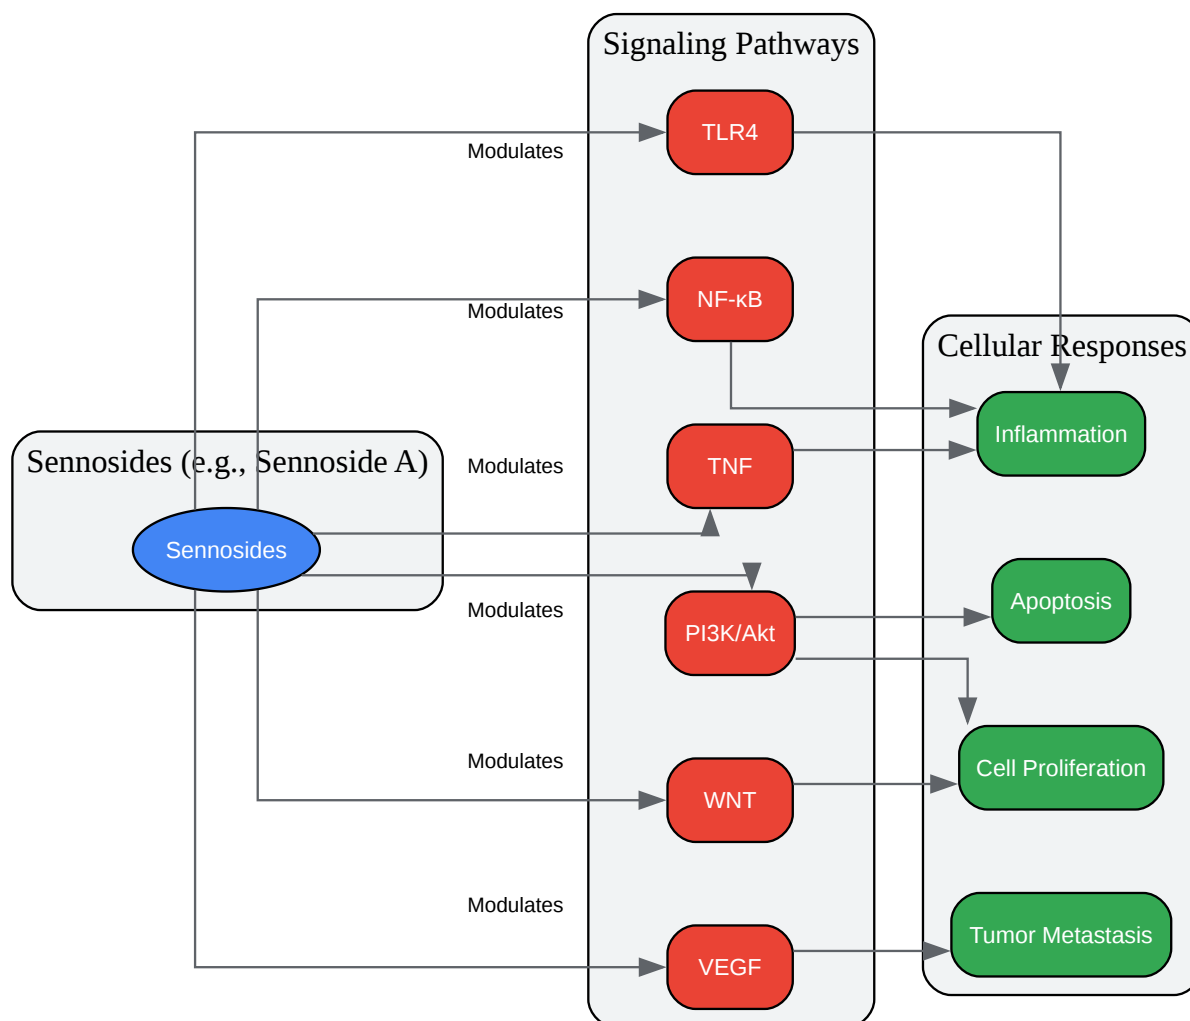 Signaling Pathways
TLR4
Modulates
NF-κB
Modulates
Cellular Responses
Inflammation
Sennosides (e.g., Sennoside A)
Modulates
TNF
Sennosides
Apoptosis
Modulates
PI3K/Akt
Modulates
Cell Proliferation
WNT
Modulates
Tumor Metastasis
VEGF